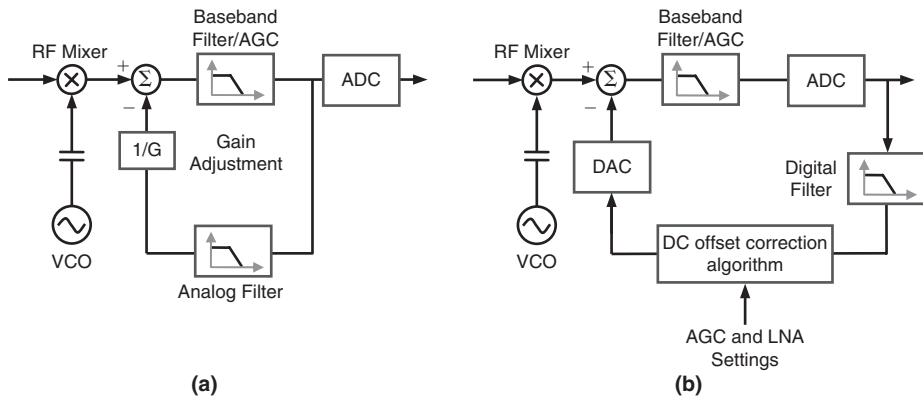 Baseband
Filter/AGC
RF Mixer
+
Σ
−
ADC
1/G
Gain
Adjustment
VCO
Analog Filter
(a)
Baseband
Filter/AGC
RF Mixer
+
Σ
−
ADC
DAC
Digital
Filter
VCO
DC offset correction
algorithm
AGC and LNA
Settings
(b)